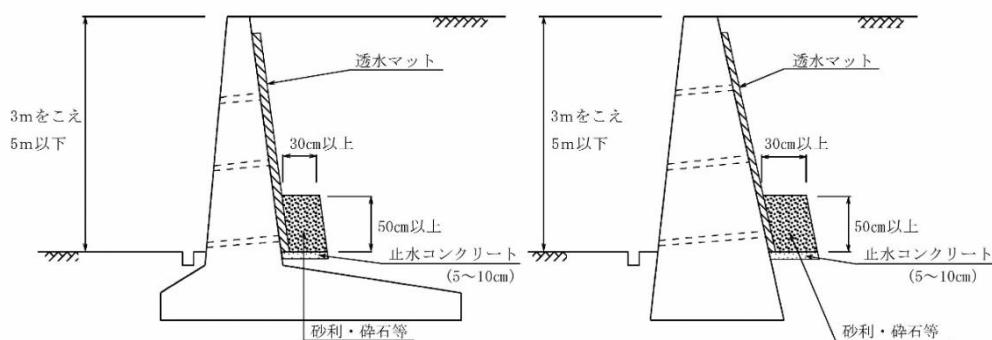 透水マット
3mをこえ
5m以下
30cm以上
50cm以上
止水コンクリート
(5〜10cm)
砂利・砕石等
透水マット
3mをこえ
5m以下
30cm以上
50cm以上
止水コンクリート
(5〜10cm)
砂利・砕石等